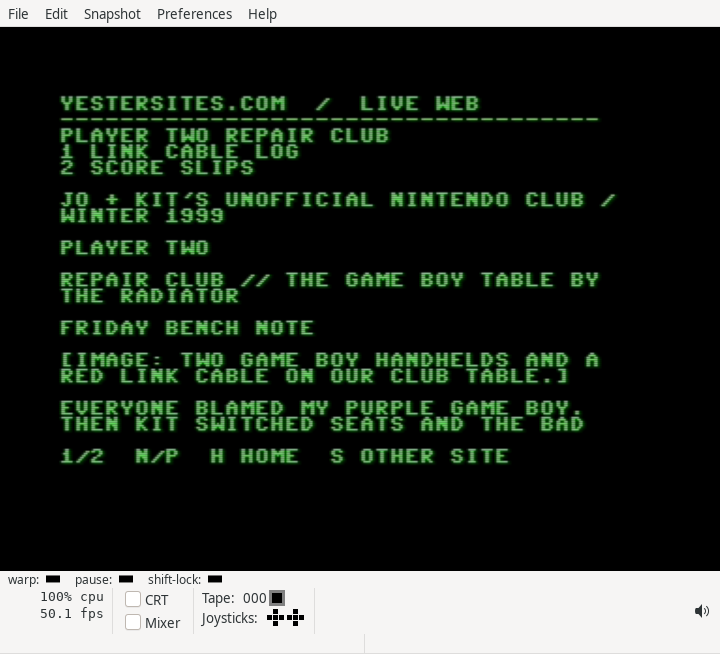 File Edit Snapshot Preferences Help
YESTERSITES.COM / LIVE WEB
------------------------------------
PLAYER TWO REPAIR CLUB
1 LINK CABLE LOG
2 SCORE SLIPS
JO + KIT'S UNOFFICIAL NINTENDO CLUB /
WINTER 1999
PLAYER TWO
REPAIR CLUB // THE GAME BOY TABLE BY
THE RADIATOR
FRIDAY BENCH NOTE
[IMAGE: TWO GAME BOY HANDHELDS AND A
RED LINK CABLE ON OUR CLUB TABLE.]
EVERYONE BLAMED MY PURPLE GAME BOY.
THEN KIT SWITCHED SEATS AND THE BAD
1/2 N/P H HOME S OTHER SITE
warp: pause: shift-lock:
100% cpu
50.1 fps
CRT
Mixer
Tape: 000
Joysticks: